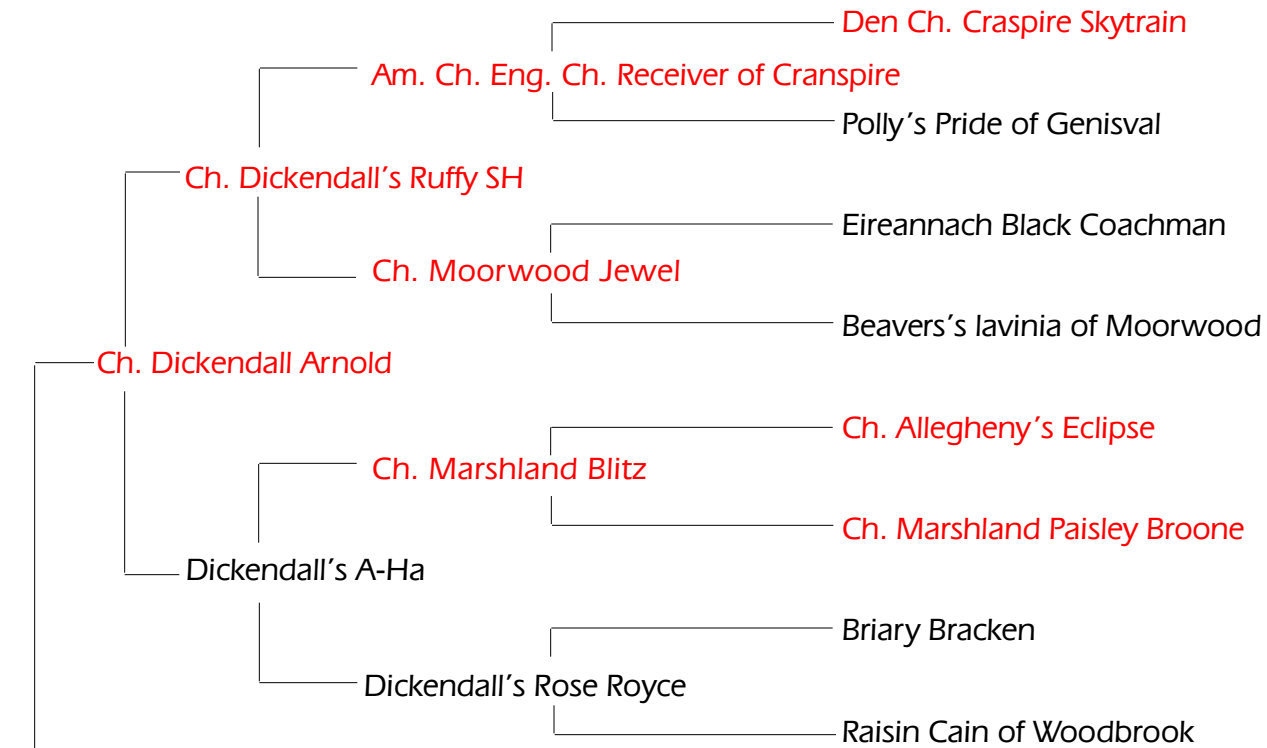 Den Ch. Craspire Skytrain
Am. Ch. Eng. Ch. Receiver of Cranspire
Polly's Pride of Genisval
Ch. Dickendall's Ruffy SH
Eireannach Black Coachman
Ch. Moorwood Jewel
Beavers's lavinia of Moorwood
Ch. Dickendall Arnold
Ch. Allegheny's Eclipse
Ch. Marshland Blitz
Ch. Marshland Paisley Broone
Dickendall's A-Ha
Briary Bracken
Dickendall's Rose Royce
Raisin Cain of Woodbrook